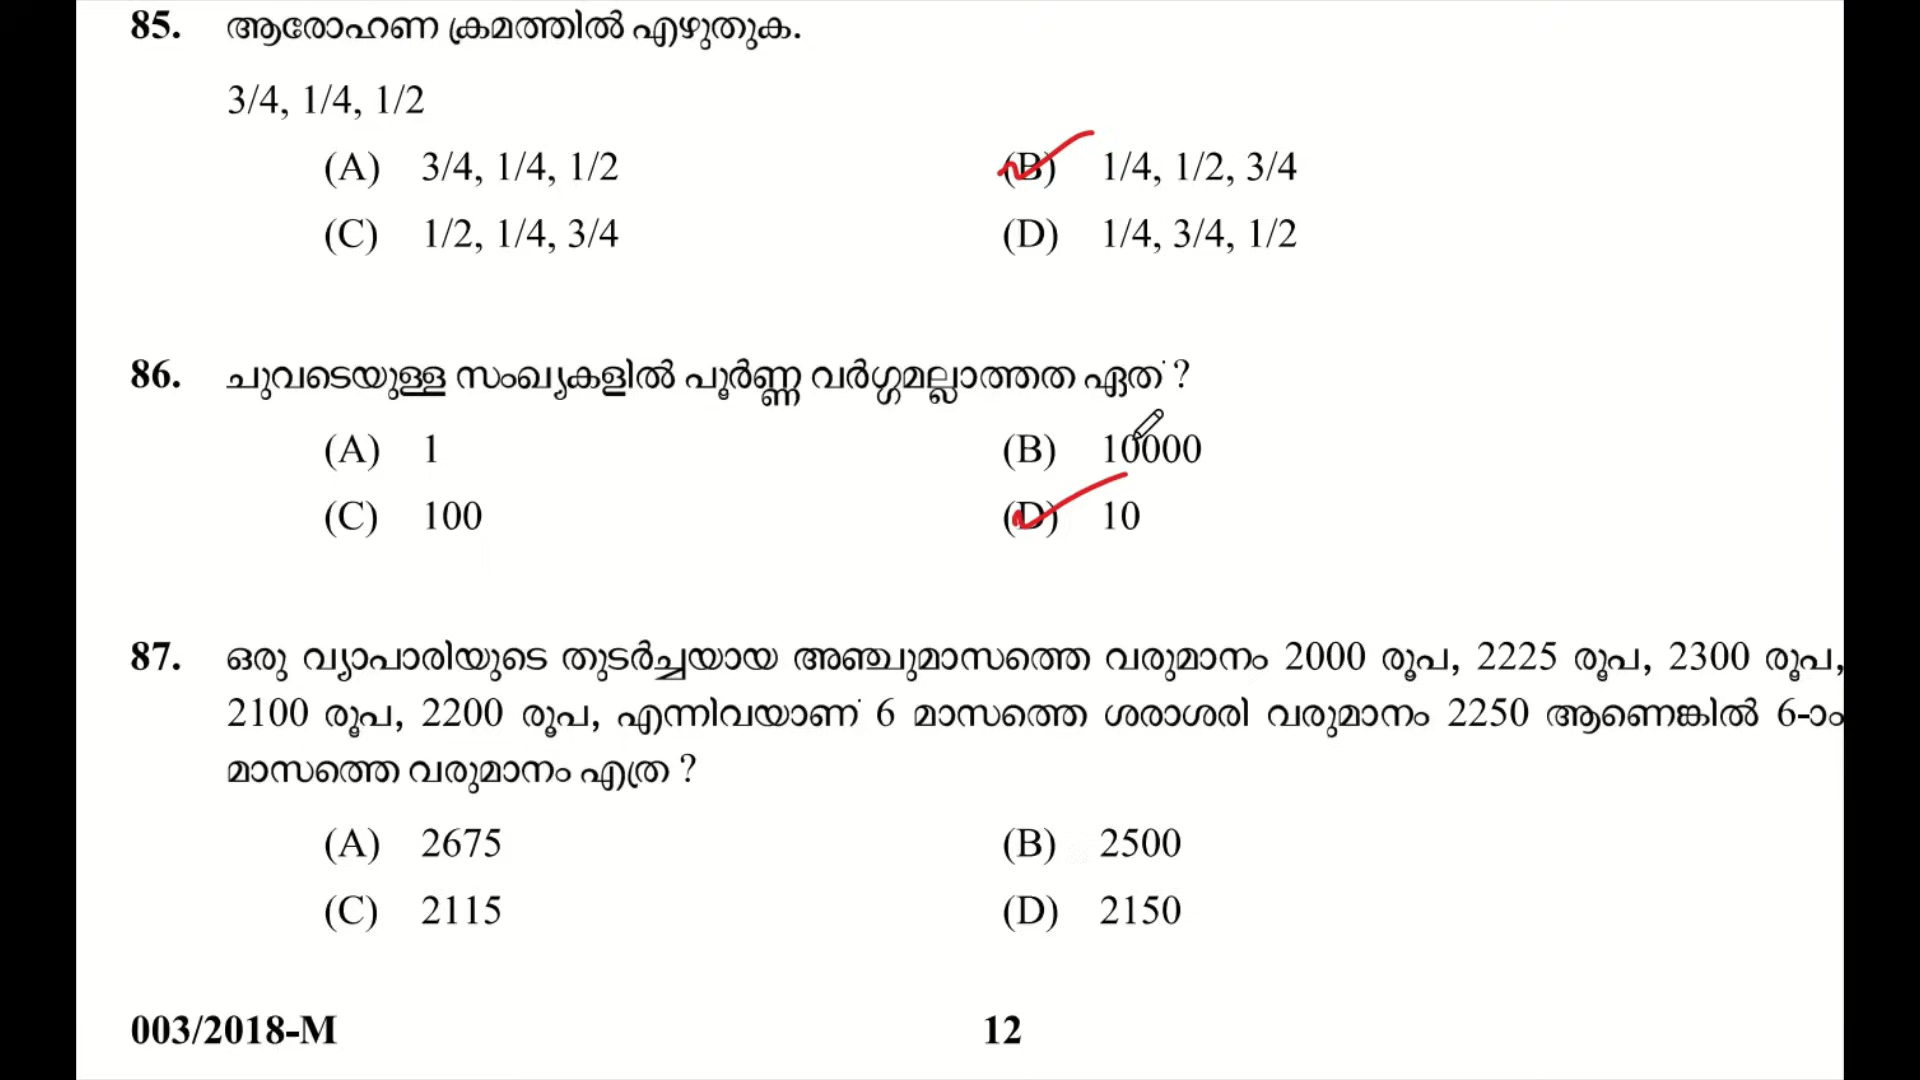 85. ആരോഹണ ക്രമത്തിൽ എഴുതുക.
3/4, 1/4, 1/2
(A) 3/4, 1/4, 1/2 (B) 1/4, 1/2, 3/4
(C) 1/2, 1/4, 3/4 (D) 1/4, 3/4, 1/2
86. ചുവടെയുള്ള സംഖ്യകളിൽ പൂർണ്ണ വർഗ്ഗമല്ലാത്തത ഏത് ?
(A) 1 (B) 10000
(C) 100 (D) 10
87. ഒരു വ്യാപാരിയുടെ തുടർച്ചയായ അഞ്ചുമാസത്തെ വരുമാനം 2000 രൂപ, 2225 രൂപ, 2300 രൂപ,
2100 രൂപ, 2200 രൂപ, എന്നിവയാണ് 6 മാസത്തെ ശരാശരി വരുമാനം 2250 ആണെങ്കിൽ 6-ാം
മാസത്തെ വരുമാനം എത്ര ?
(A) 2675 (B) 2500
(C) 2115 (D) 2150
003/2018-M 12